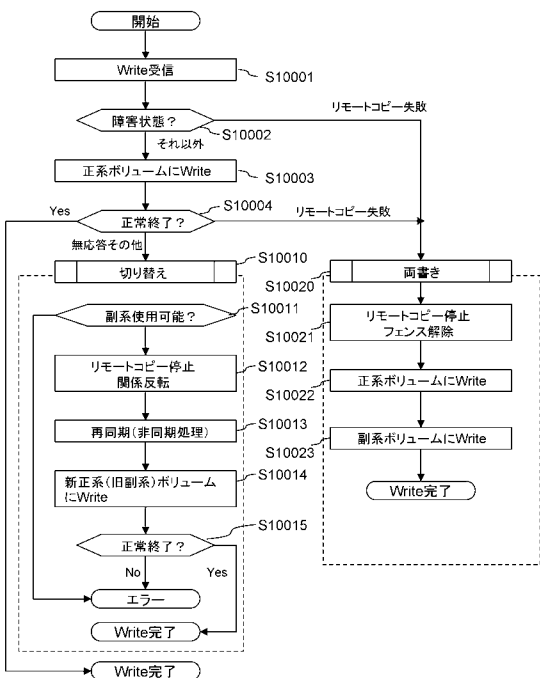 開始
Write受信
S10001
障害状態？
リモートコピー失敗
S10002
それ以外
正系ボリュームにWrite
S10003
Yes
正常終了？
S10004
リモートコピー失敗
無応答その他
切り替え
S10010
両書き
S10020
副系使用可能？
S10011
リモートコピー停止
フェンス解除
S10021
リモートコピー停止
関係反転
S10012
正系ボリュームにWrite
S10022
再同期(非同期処理)
S10013
副系ボリュームにWrite
S10023
新正系(旧副系)ボリューム
にWrite
S10014
Write完了
正常終了？
S10015
No
Yes
エラー
Write完了
Write完了